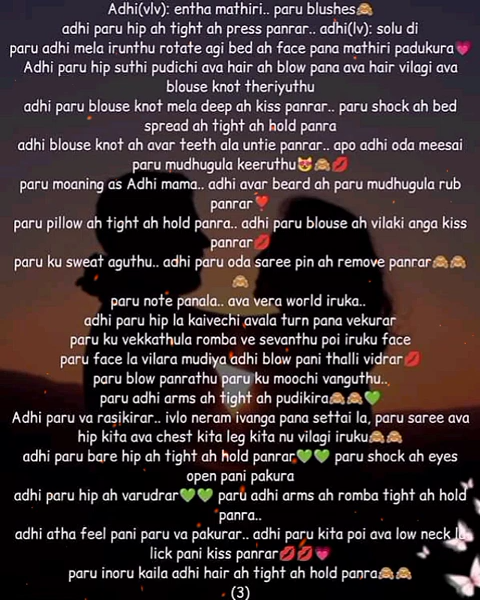 Adhi(vlv): entha mathiri.. paru blushes🙈
adhi paru hip ah tight ah press panrar.. adhi(lv): solu di
paru adhi mela irunthu rotate agi bed ah face pana mathiri padukura💗
Adhi paru hip suthi pudichi ava hair ah blow pana ava hair vilagi ava
blouse knot theriyuthu
adhi paru blouse knot mela deep ah kiss panrar.. paru shock ah bed
spread ah tight ah hold panra
adhi blouse knot ah avar teeth ala untie panrar.. apo adhi oda meesai
paru mudhugula keeruthu😻🙈💋
paru moaning as Adhi mama.. adhi avar beard ah paru mudhugula rub
panrar❤️
paru pillow ah tight ah hold panra.. adhi paru blouse ah vilaki anga kiss
panrar💋
paru ku sweat aguthu.. adhi paru oda saree pin ah remove panrar🙈🙈
🙈
paru note panala.. ava vera world iruka..
adhi paru hip la kaivechi avala turn pana vekurar
paru ku vekkathula romba ve sevanthu poi iruku face
paru face la vilara mudiya adhi blow pani thalli vidrar💋
paru blow panrathu paru ku moochi vanguthu..
paru adhi arms ah tight ah pudikira🙈🙈💚
Adhi paru va rasikirar.. ivlo neram ivanga pana settai la, paru saree ava
hip kita ava chest kita leg kita nu vilagi iruku🙈🙈
adhi paru bare hip ah tight ah hold panrar💚💚 paru shock ah eyes
open pani pakura
adhi paru hip ah varudrar💚💚 paru adhi arms ah romba tight ah hold
panra..
adhi atha feel pani paru va pakurar.. adhi paru kita poi ava low neck la
lick pani kiss panrar💋💋💗
paru inoru kaila adhi hair ah tight ah hold panra🙈🙈
(3)